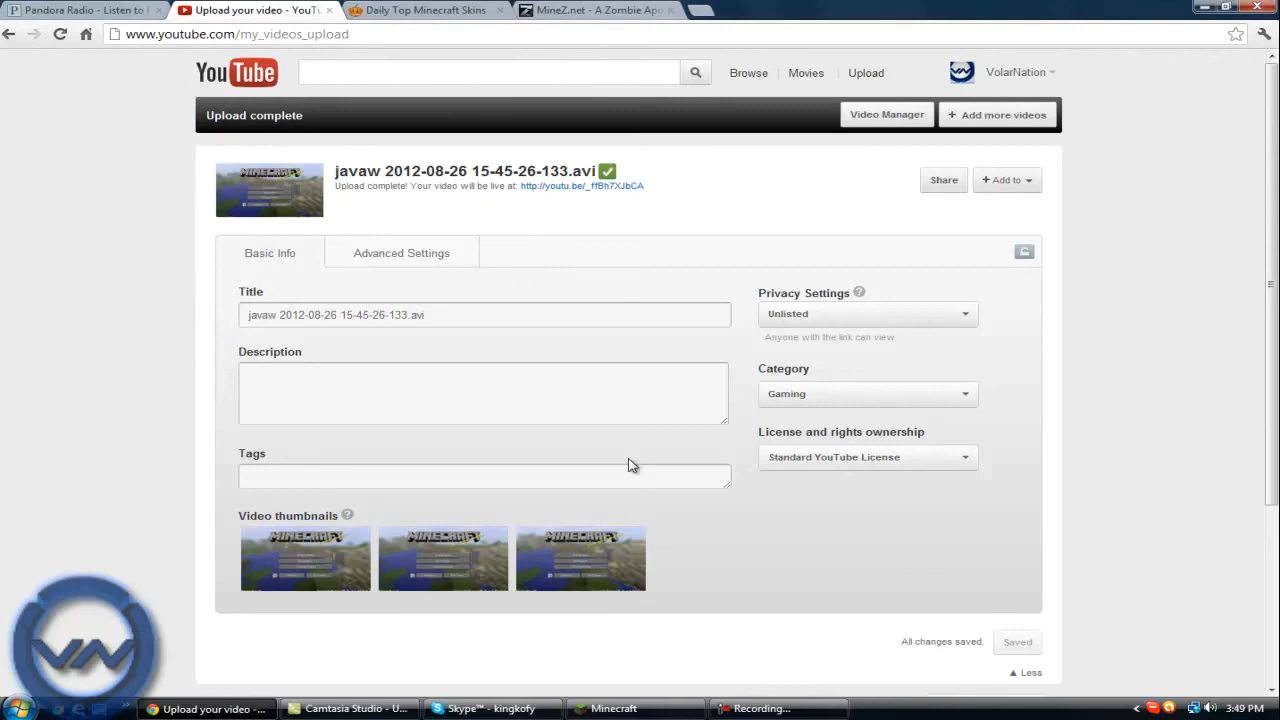 Pandora Radio - Listen to
Upload your video - YouTu
Daily Top Minecraft Skins
MineZ.net - A Zombie Apo
www.youtube.com/my_videos_upload
YouTube
Browse
Movies
Upload
VolarNation
Upload complete
Video Manager
+ Add more videos
javaw 2012-08-26 15-45-26-133.avi
Upload complete! Your video will be live at: http://youtu.be/_ffBh7XJbCA
Share
+ Add to
Basic Info
Advanced Settings
Title
javaw 2012-08-26 15-45-26-133.avi
Privacy Settings ?
Unlisted
Anyone with the link can view
Description
Category
Gaming
License and rights ownership
Standard YouTube License
Tags
Video thumbnails ?
MINECRAFT
MINECRAFT
MINECRAFT
All changes saved.
Saved
Less
VN
Upload your video -...
Camtasia Studio - U...
Skype™ - kingkofy
Minecraft
Recording...
3:49 PM